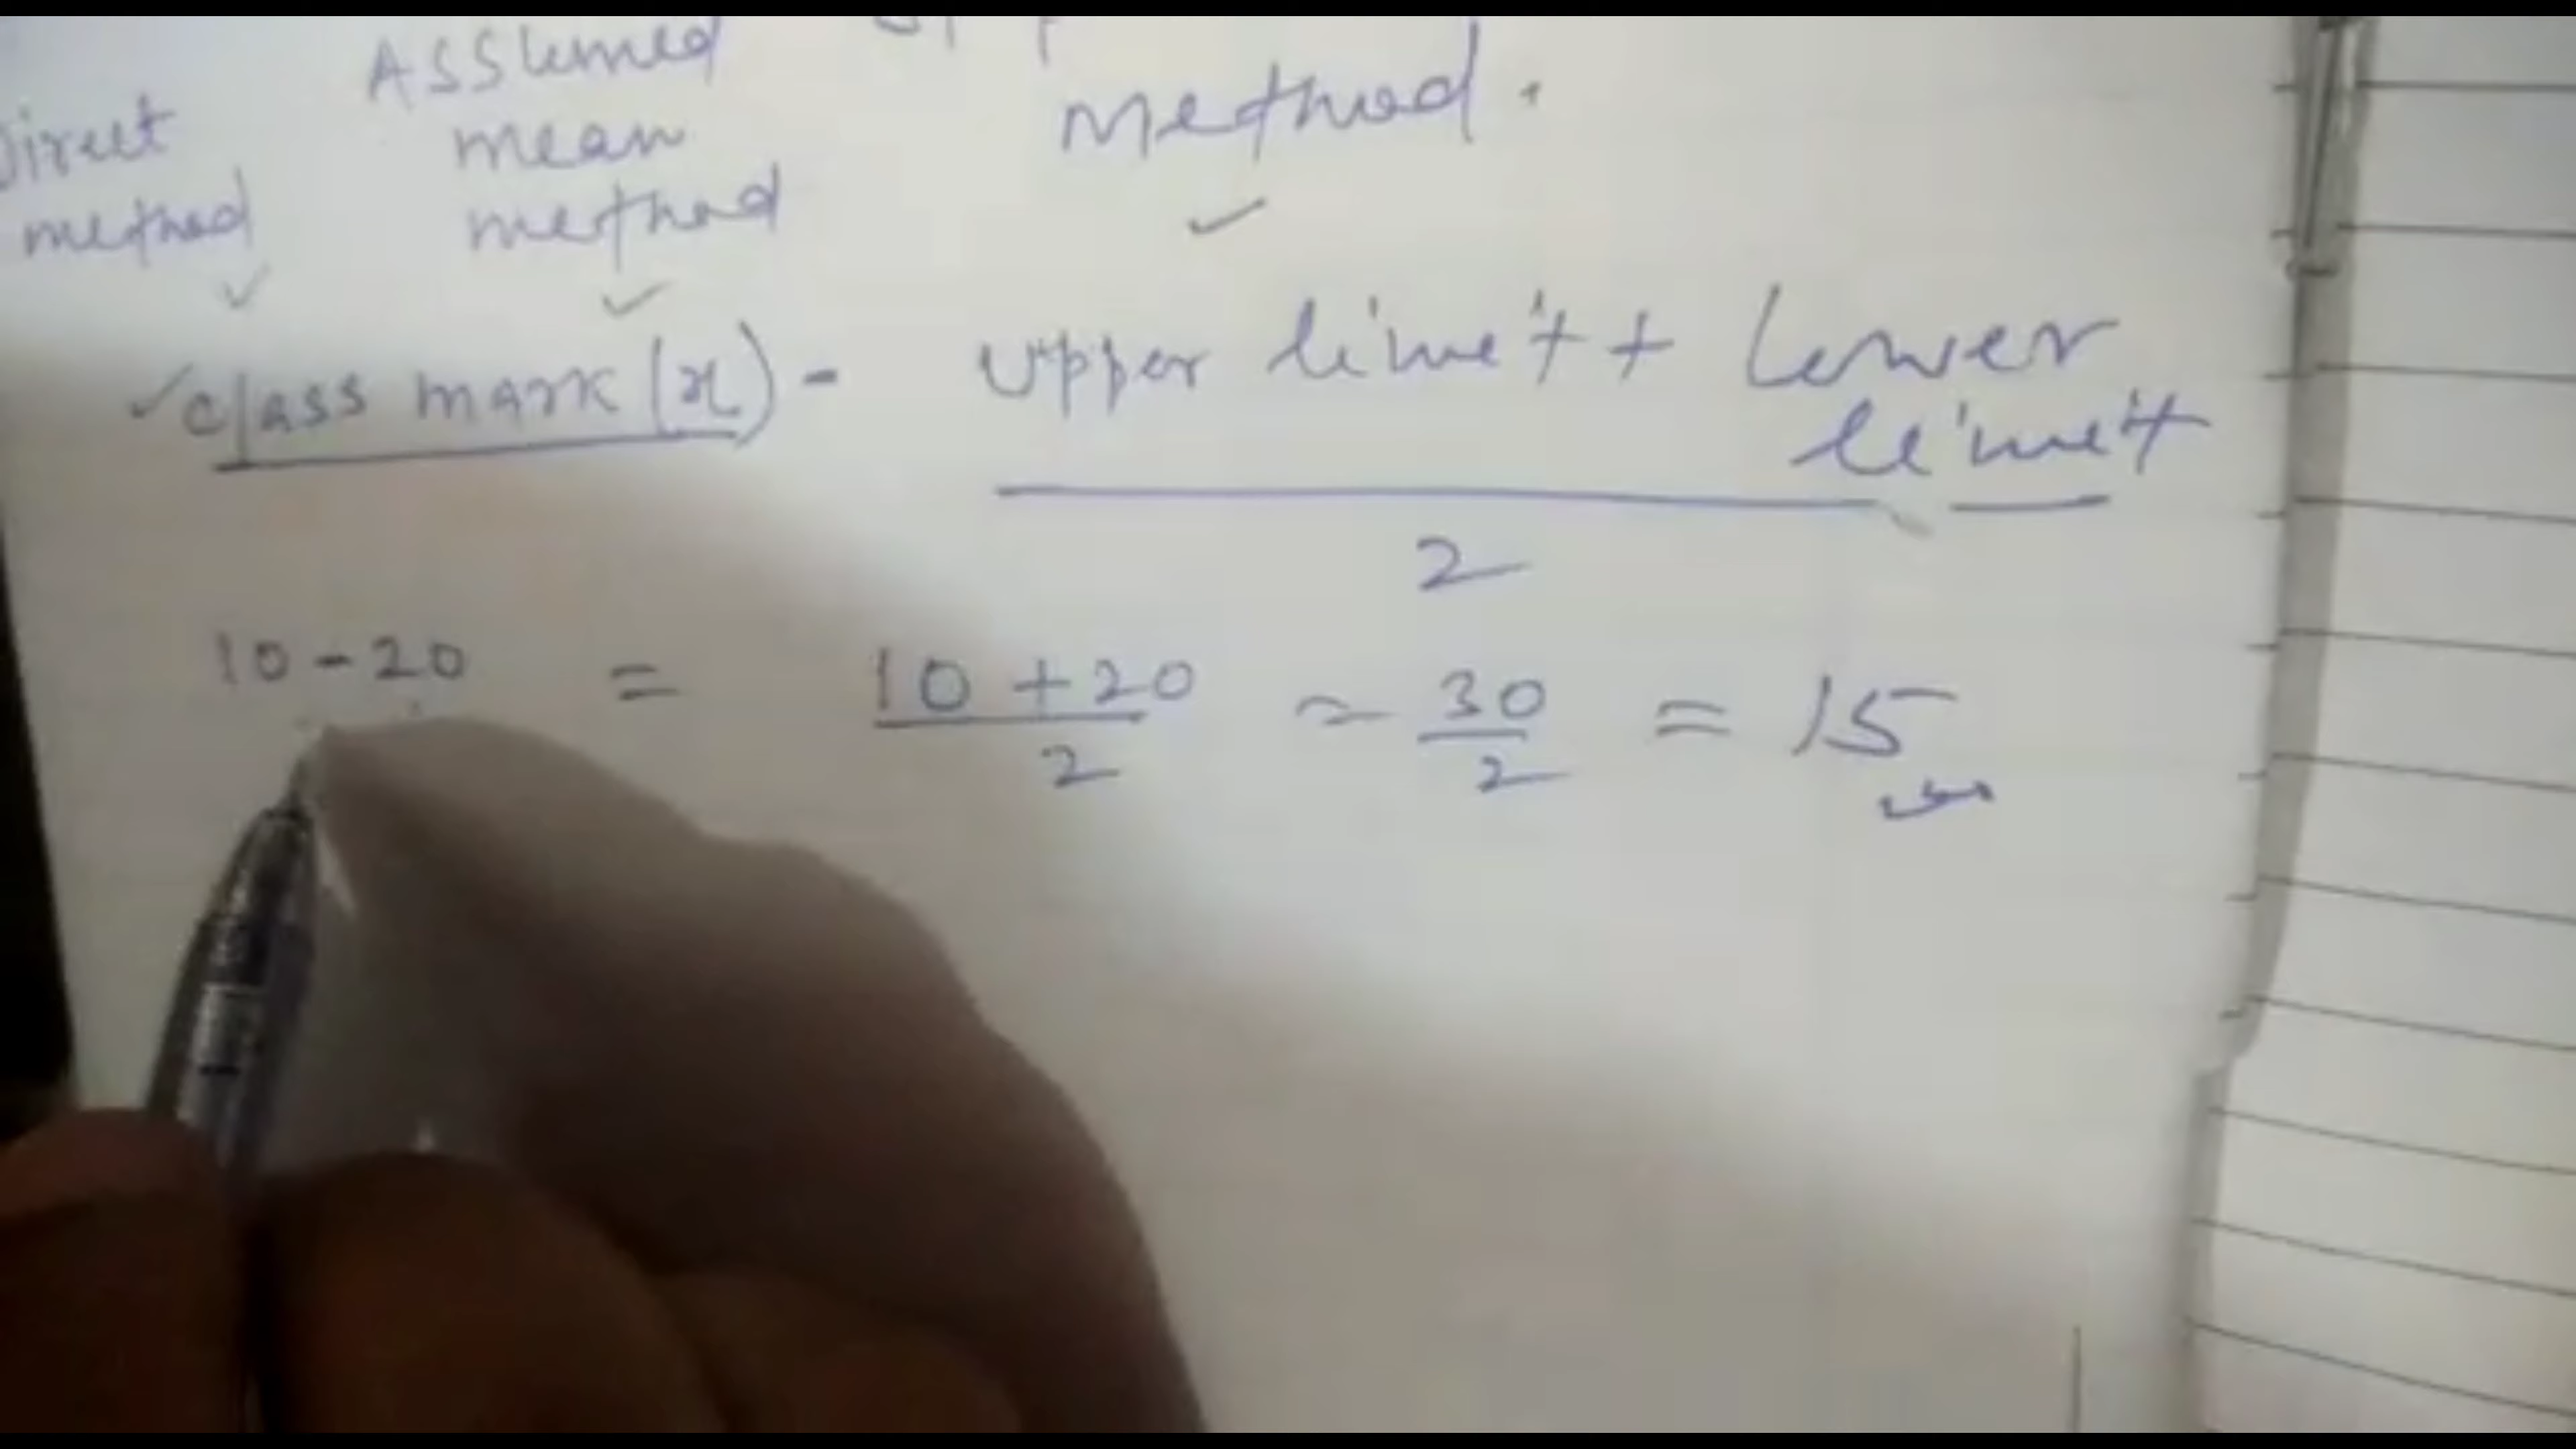 Direct
method
Assumed
mean
method
Method.
class mark (x) - upper limit + Lower
limit
2
10-20 = 10 + 20 = 30 = 15
2 2